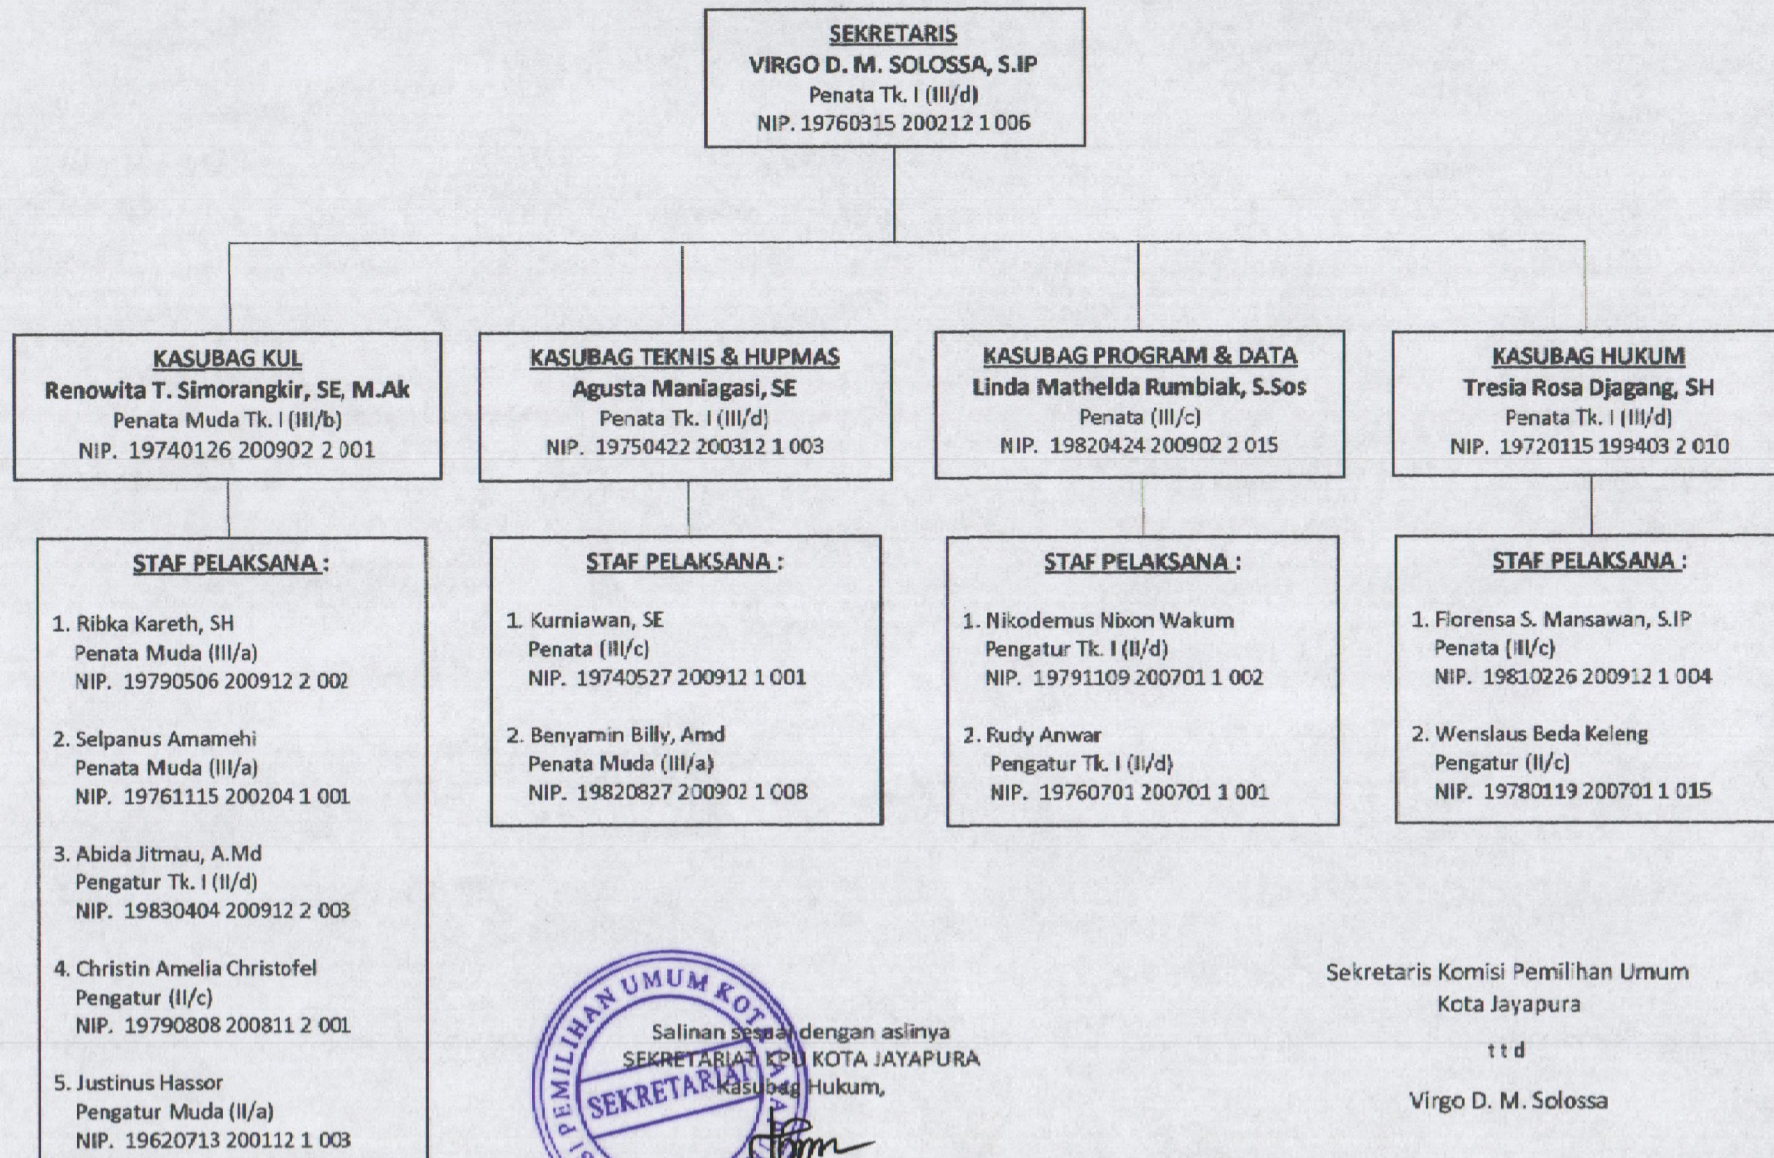 SEKRETARIS
VIRGO D. M. SOLOSSA, S.IP
Penata Tk. I (III/d)
NIP. 19760315 200212 1 006
KASUBAG KUL
Renowita T. Simorangkir, SE, M.Ak
Penata Muda Tk. I (III/b)
NIP. 19740126 200902 2 001
KASUBAG TEKNIS & HUPMAS
Agusta Maniagasi, SE
Penata Tk. I (III/d)
NIP. 19750422 200312 1 003
KASUBAG PROGRAM & DATA
Linda Mathelda Rumbiak, S.Sos
Penata (III/c)
NIP. 19820424 200902 2 015
KASUBAG HUKUM
Tresia Rosa Djagang, SH
Penata Tk. I (III/d)
NIP. 19720115 199403 2 010
STAF PELAKSANA :
1. Ribka Kareth, SH
Penata Muda (III/a)
NIP. 19790506 200912 2 002
2. Selpanus Amamehi
Penata Muda (III/a)
NIP. 19761115 200204 1 001
3. Abida Jitmau, A.Md
Pengatur Tk. I (II/d)
NIP. 19830404 200912 2 003
4. Christin Amelia Christofel
Pengatur (II/c)
NIP. 19790808 200811 2 001
5. Justinus Hassor
Pengatur Muda (II/a)
NIP. 19620713 200112 1 003
STAF PELAKSANA :
1. Kurniawan, SE
Penata (III/c)
NIP. 19740527 200912 1 001
2. Benyamin Billy, Amd
Penata Muda (III/a)
NIP. 19820827 200902 1 008
STAF PELAKSANA :
1. Nikodemus Nixon Wakum
Pengatur Tk. I (II/d)
NIP. 19791109 200701 1 002
2. Rudy Anwar
Pengatur Tk. I (II/d)
NIP. 19760701 200701 1 001
STAF PELAKSANA :
1. Florensa S. Mansawan, S.IP
Penata (III/c)
NIP. 19810226 200912 1 004
2. Wenslaus Beda Keleng
Pengatur (II/c)
NIP. 19780119 200701 1 015
PEMILIHAN UMUM KOTA
SEKRETARIAT
Salinan sesuai dengan aslinya
SEKRETARIAT KPU KOTA JAYAPURA
Kasubag Hukum,
Sekretaris Komisi Pemilihan Umum
Kota Jayapura
t t d
Virgo D. M. Solossa